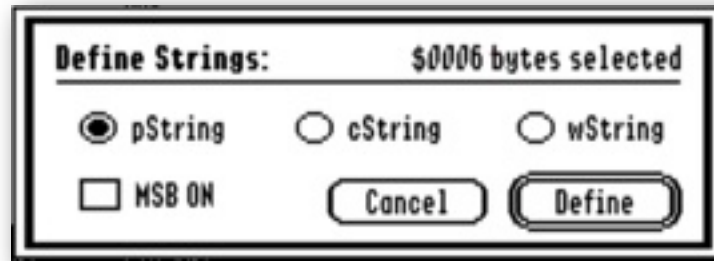 Define Strings: $0006 bytes selected
pString cString wString
MSB ON Cancel Define